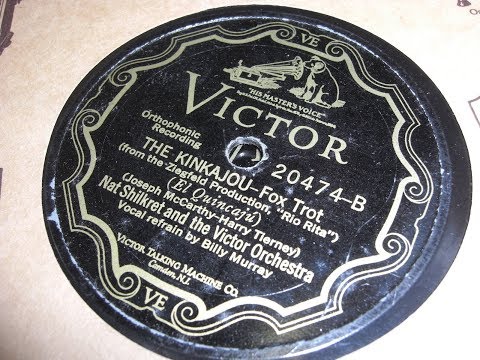 VE
"HIS MASTER'S VOICE"
VICTOR
Orthophonic
Recording
20474-B
THE KINKAJOU-Fox Trot
(from the Ziegfeld Production, "Rio Rita")
(El Quincajú)
(Joseph McCarthy-Harry Tierney)
Nat Shilkret and the Victor Orchestra
Vocal refrain by Billy Murray
VICTOR TALKING MACHINE CO.
Camden, N.J.
VE